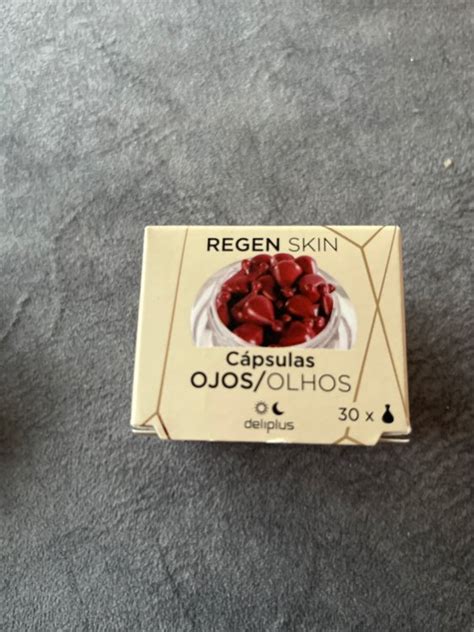 REGEN SKIN
Cápsulas
OJOS/OLHOS
deliplus
30 x